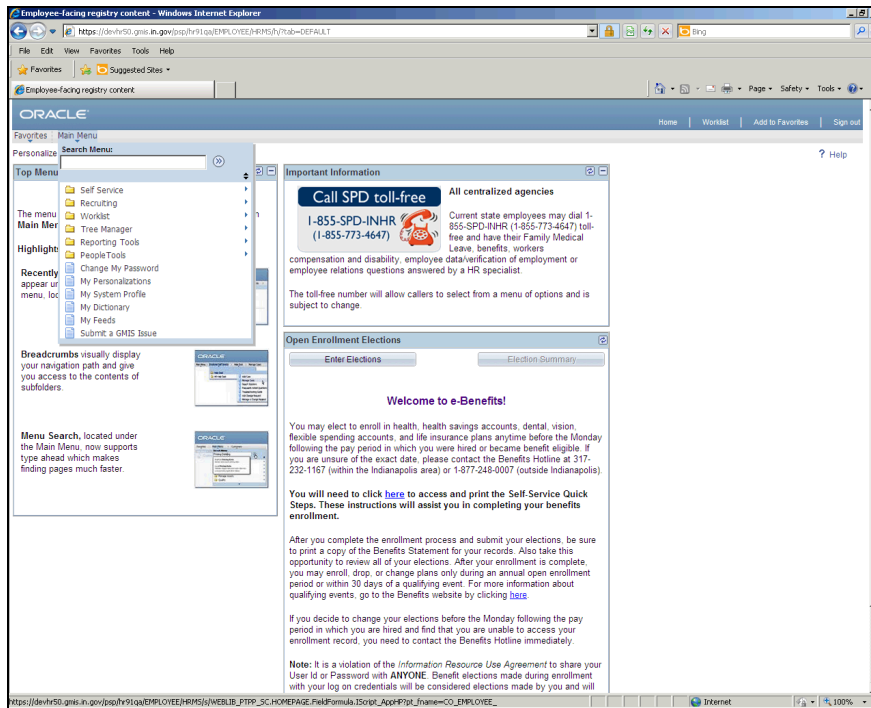 Employee-facing registry content - Windows Internet Explorer
https://devhr50.gmis.in.gov/psp/hr91qa/EMPLOYEE/HRMS/h/?tab=DEFAULT
Bing
File Edit View Favorites Tools Help
Favorites Suggested Sites
Employee-facing registry content
Page Safety Tools
ORACLE
Home | Worklist | Add to Favorites | Sign out
Favorites Main Menu
Personalize
Search Menu:
? Help
Top Menu
Self Service
Recruiting
Worklist
Tree Manager
Reporting Tools
PeopleTools
Change My Password
My Personalizations
My System Profile
My Dictionary
My Feeds
Submit a GMIS Issue
The menu
Main Men
Highlight
Recently
appear un
menu, loc
Breadcrumbs visually display
your navigation path and give
you access to the contents of
subfolders.
Menu Search, located under
the Main Menu, now supports
type ahead which makes
finding pages much faster.
ORACLE
ORACLE
Important Information
Call SPD toll-free
1-855-SPD-INHR
(1-855-773-4647)
All centralized agencies
Current state employees may dial 1-
855-SPD-INHR (1-855-773-4647) toll-
free and have their Family Medical
Leave, benefits, workers
compensation and disability, employee data/verification of employment or
employee relations questions answered by a HR specialist.
The toll-free number will allow callers to select from a menu of options and is
subject to change.
Open Enrollment Elections
Enter Elections
Election Summary
Welcome to e-Benefits!
You may elect to enroll in health, health savings accounts, dental, vision,
flexible spending accounts, and life insurance plans anytime before the Monday
following the pay period in which you were hired or became benefit eligible. If
you are unsure of the exact date, please contact the Benefits Hotline at 317-
232-1167 (within the Indianapolis area) or 1-877-248-0007 (outside Indianapolis).
You will need to click here to access and print the Self-Service Quick
Steps. These instructions will assist you in completing your benefits
enrollment.
After you complete the enrollment process and submit your elections, be sure
to print a copy of the Benefits Statement for your records. Also take this
opportunity to review all of your elections. After your enrollment is complete,
you may enroll, drop, or change plans only during an annual open enrollment
period or within 30 days of a qualifying event. For more information about
qualifying events, go to the Benefits website by clicking here.
If you decide to change your elections before the Monday following the pay
period in which you are hired and find that you are unable to access your
enrollment record, you need to contact the Benefits Hotline immediately.
Note: It is a violation of the Information Resource Use Agreement to share your
User Id or Password with ANYONE. Benefit elections made during enrollment
with your log on credentials will be considered elections made by you and will
https://devhr50.gmis.in.gov/psp/hr91qa/EMPLOYEE/HRMS/s/WEBLIB_PTPP_SC.HOMEPAGE.FieldFormula.IScript_AppHP?pt_fname=CO_EMPLOYEE_
Internet
100%